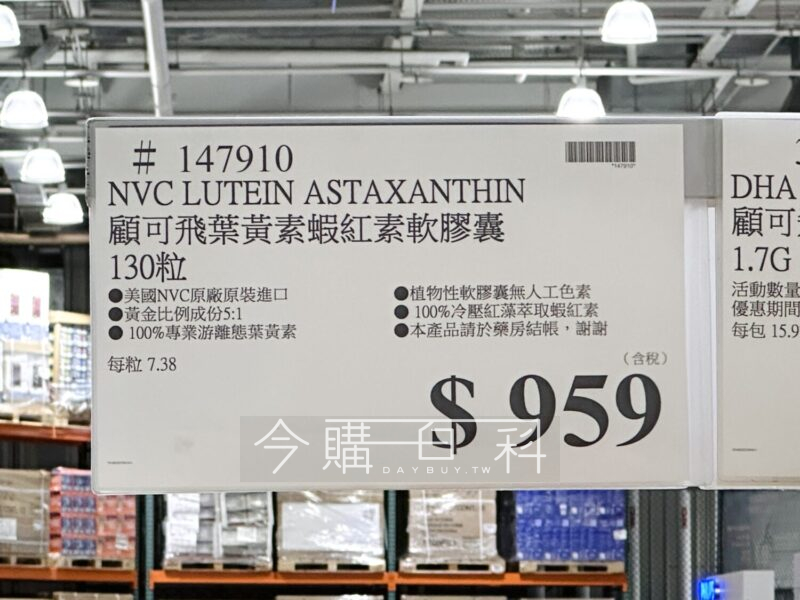 # 147910
*147910*
NVC LUTEIN ASTAXANTHIN
顧可飛葉黃素蝦紅素軟膠囊
130粒
●美國NVC原廠原裝進口
●黃金比例成份5:1
● 100%專業游離態葉黃素
●植物性軟膠囊無人工色素
● 100%冷壓紅藻萃取蝦紅素
●本產品請於藥房結帳，謝謝
每粒 7.38
（含稅）
$ 959
今購百科
DAYBUY.TW
DHA
顧可
1.7G
活動數量
優惠期間
每包 15.9